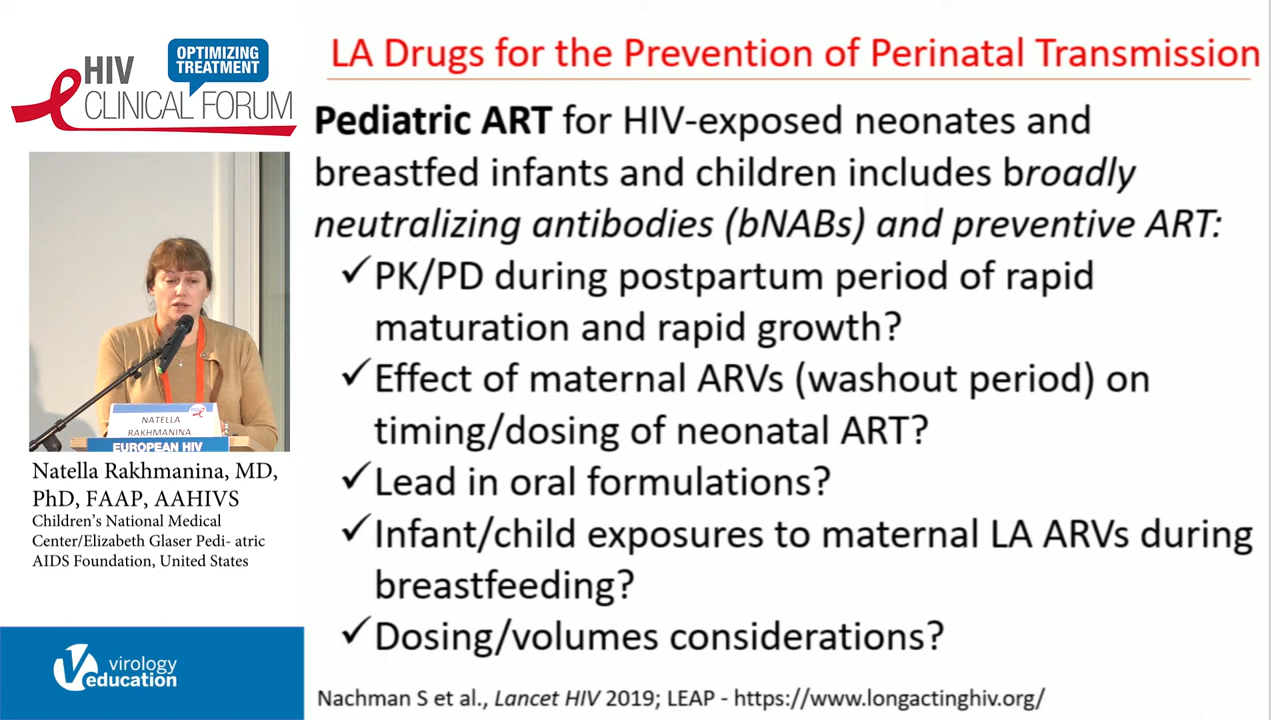 OPTIMIZING
TREATMENT
HIV
CLINICAL FORUM
NATELLA
RAKHMANINA
EUROPEAN HIV
Natella Rakhmanina, MD,
PhD, FAAP, AAHIVS
Children's National Medical
Center/Elizabeth Glaser Pedi- atric
AIDS Foundation, United States
virology
education
LA Drugs for the Prevention of Perinatal Transmission
Pediatric ART for HIV-exposed neonates and
breastfed infants and children includes broadly
neutralizing antibodies (bNABs) and preventive ART:
✓PK/PD during postpartum period of rapid
maturation and rapid growth?
✓Effect of maternal ARVs (washout period) on
timing/dosing of neonatal ART?
✓Lead in oral formulations?
✓Infant/child exposures to maternal LA ARVs during
breastfeeding?
✓Dosing/volumes considerations?
Nachman S et al., Lancet HIV 2019; LEAP - https://www.longactinghiv.org/